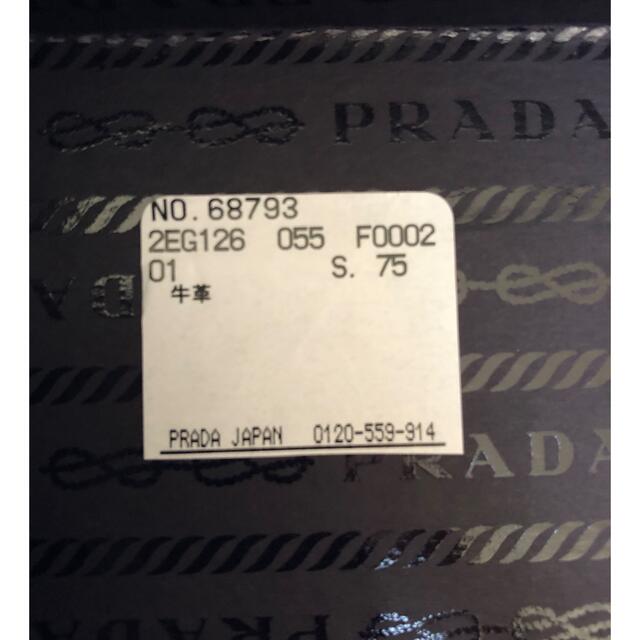 PRADA
NO. 68793
2EG126 055 F0002
01 S. 75
牛革
PRADA JAPAN 0120-559-914
PRADA
PRADA